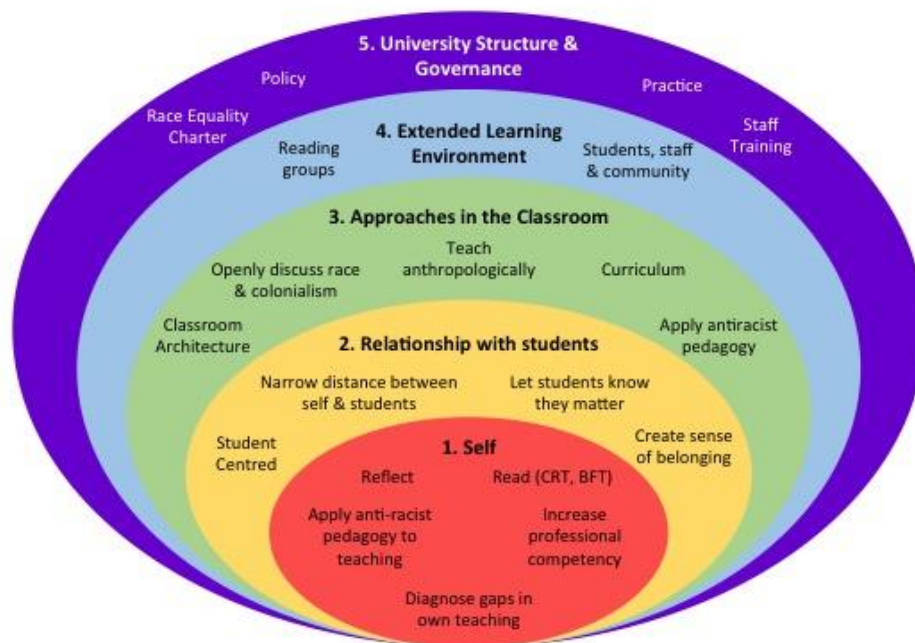 5. University Structure &
Governance
Policy
Practice
Race Equality
Charter
Staff
Training
4. Extended Learning
Environment
Reading
groups
Students, staff
& community
3. Approaches in the Classroom
Teach
anthropologically
Openly discuss race
& colonialism
Curriculum
Classroom
Architecture
Apply antiracist
pedagogy
2. Relationship with students
Narrow distance between
self & students
Let students know
they matter
Student
Centred
Create sense
of belonging
1. Self
Reflect
Read (CRT, BFT)
Apply anti-racist
pedagogy to
teaching
Increase
professional
competency
Diagnose gaps in
own teaching